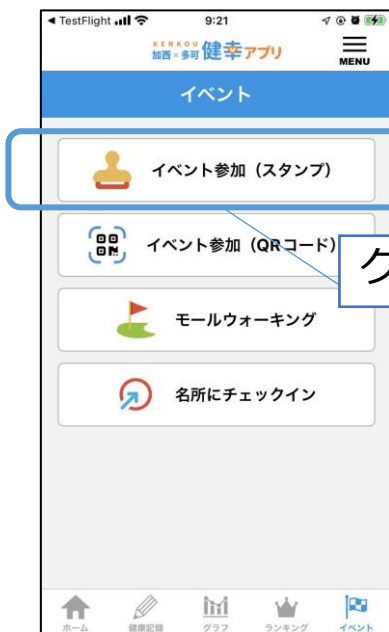 TestFlight 9:21
KENKOU
加西×多可 健幸アプリ
MENU
イベント
イベント参加（スタンプ）
イベント参加（QRコード）
ク
モールウォーキング
名所にチェックイン
ホーム 健康記録 グラフ ランキング イベント